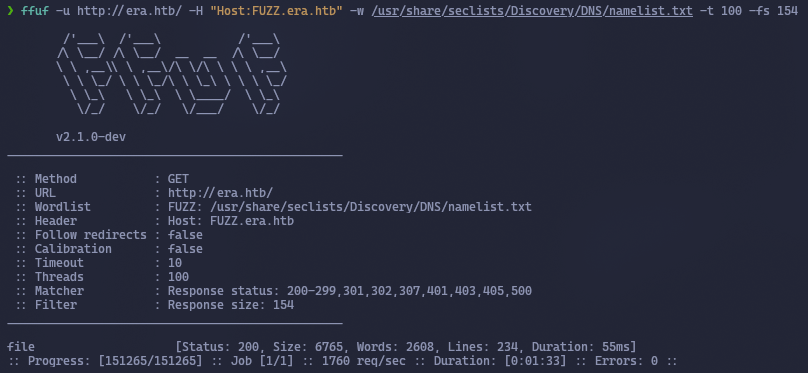 ❯ ffuf -u http://era.htb/ -H "Host:FUZZ.era.htb" -w /usr/share/seclists/Discovery/DNS/namelist.txt -t 100 -fs 154
v2.1.0-dev
:: Method : GET
:: URL : http://era.htb/
:: Wordlist : FUZZ: /usr/share/seclists/Discovery/DNS/namelist.txt
:: Header : Host: FUZZ.era.htb
:: Follow redirects : false
:: Calibration : false
:: Timeout : 10
:: Threads : 100
:: Matcher : Response status: 200-299,301,302,307,401,403,405,500
:: Filter : Response size: 154
file [Status: 200, Size: 6765, Words: 2608, Lines: 234, Duration: 55ms]
:: Progress: [151265/151265] :: Job [1/1] :: 1760 req/sec :: Duration: [0:01:33] :: Errors: 0 ::